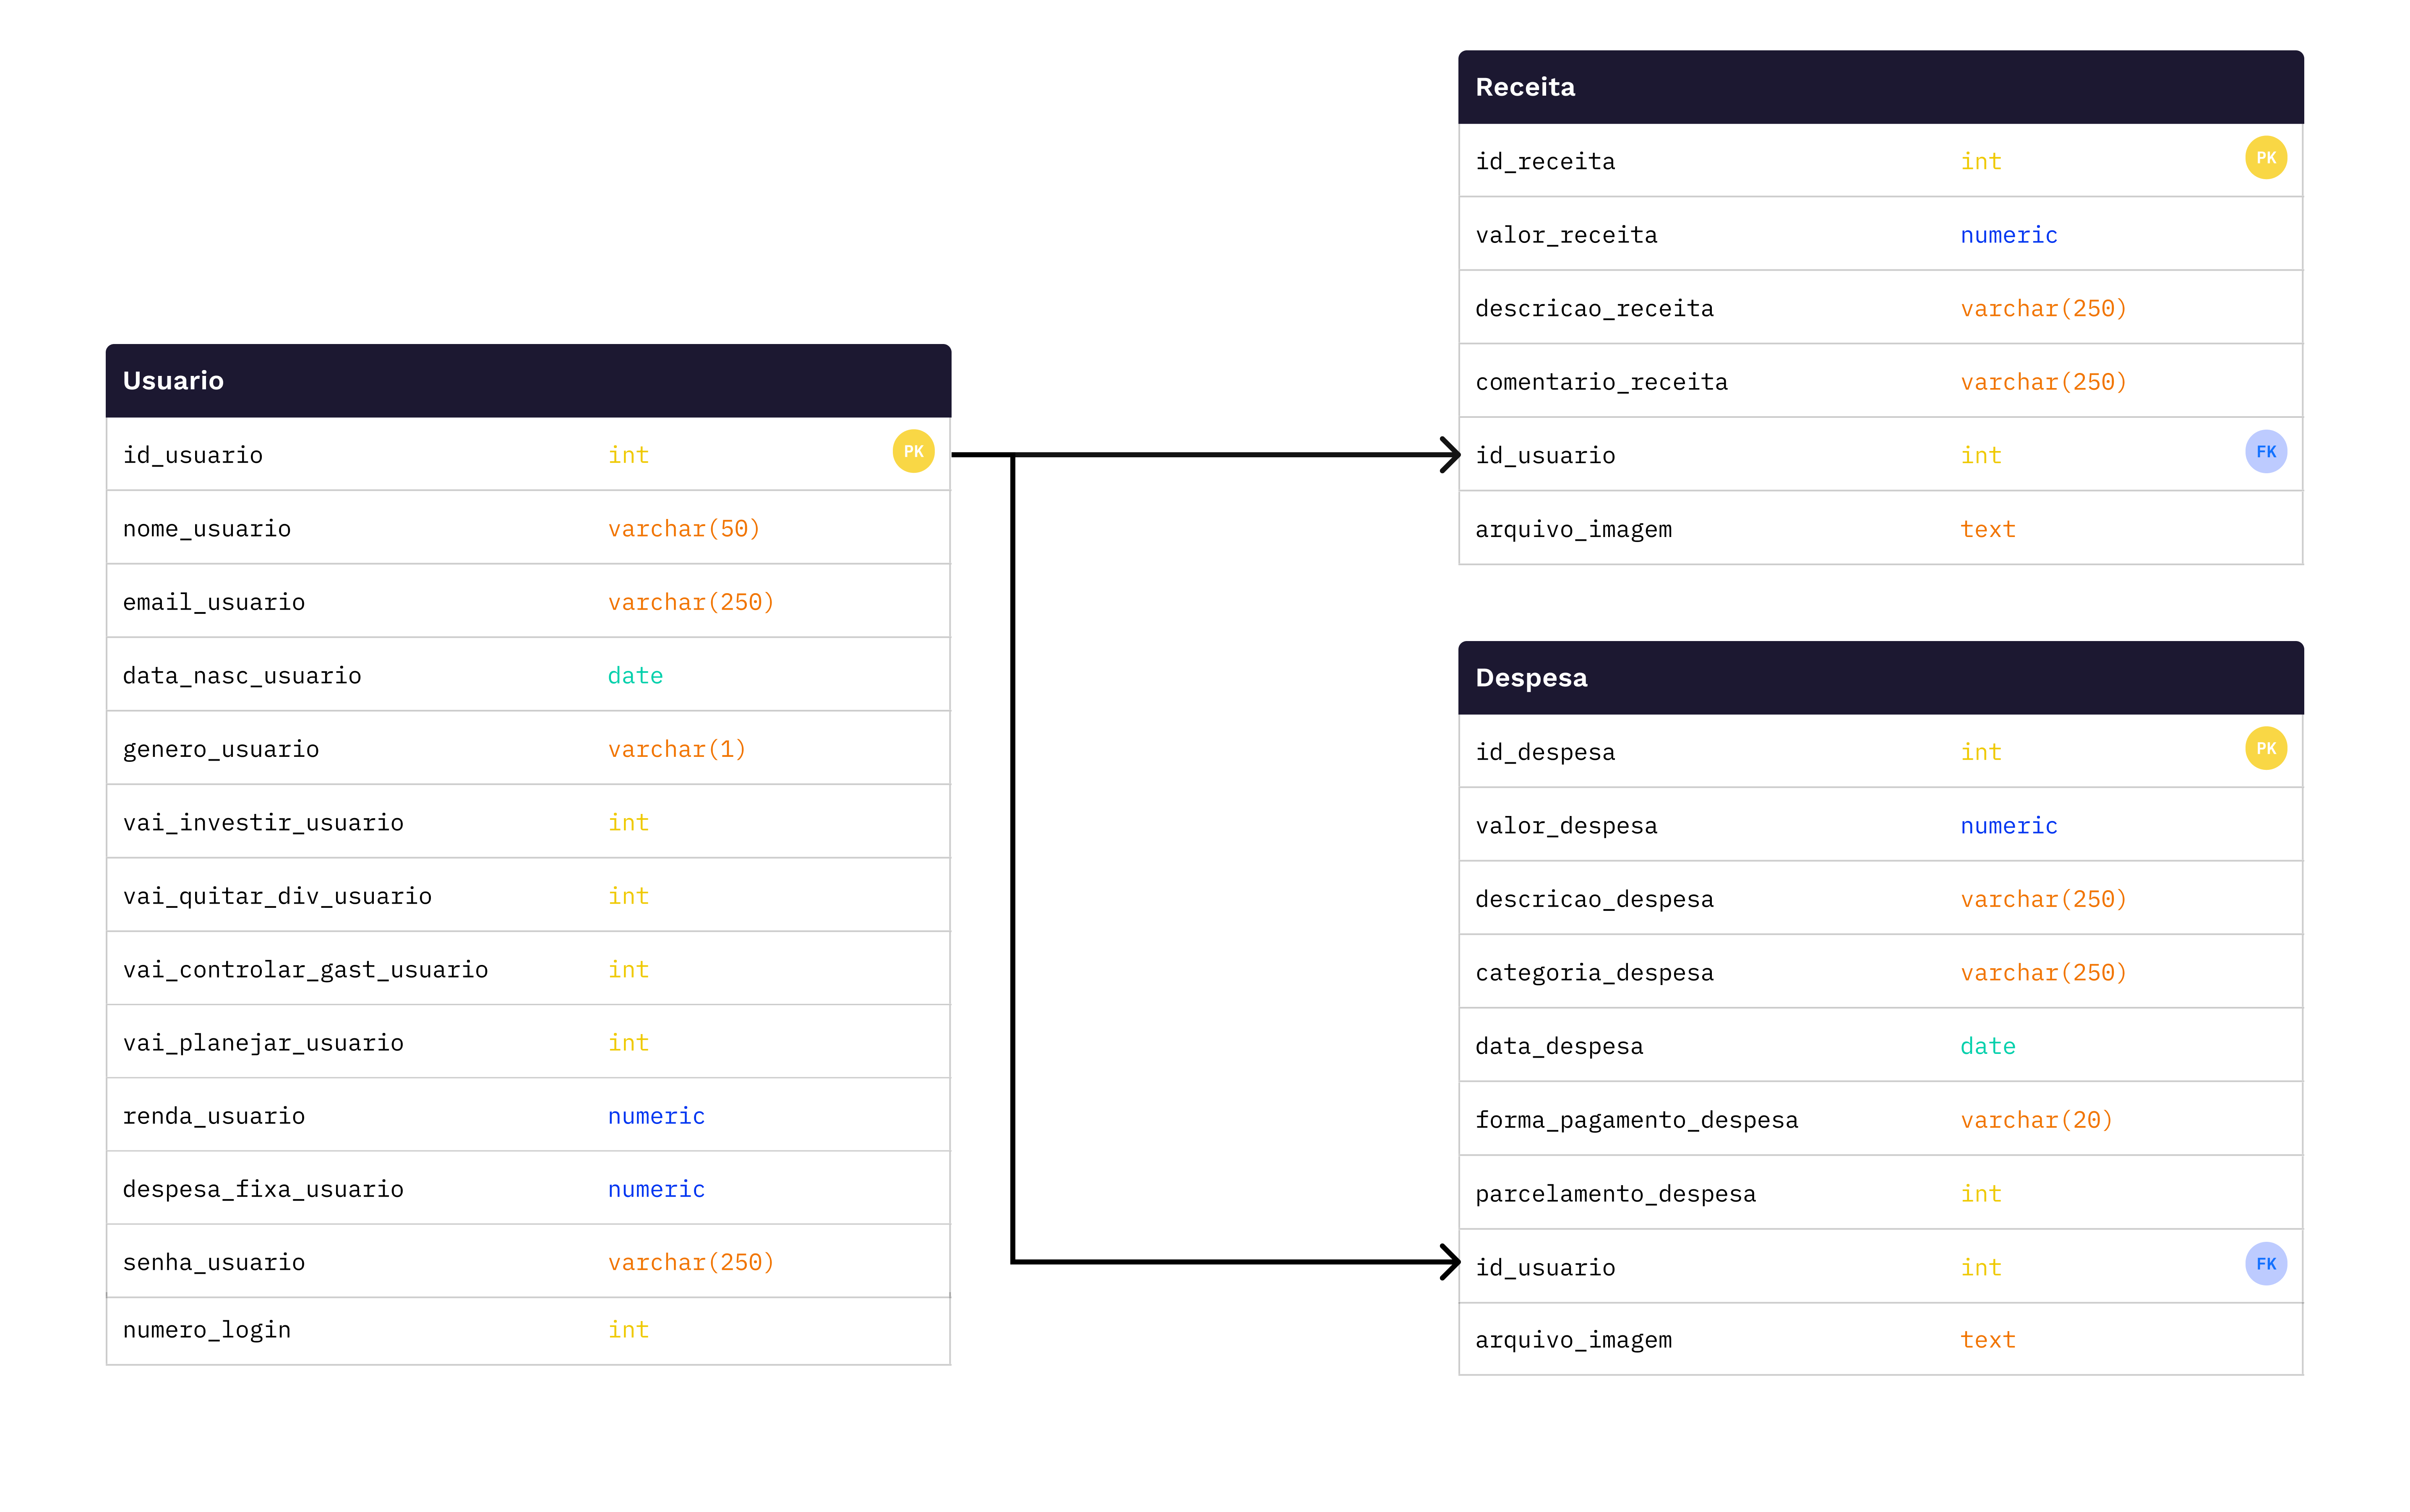 Usuario
id_usuario int PK
nome_usuario varchar(50)
email_usuario varchar(250)
data_nasc_usuario date
genero_usuario varchar(1)
vai_investir_usuario int
vai_quitar_div_usuario int
vai_controlar_gast_usuario int
vai_planejar_usuario int
renda_usuario numeric
despesa_fixa_usuario numeric
senha_usuario varchar(250)
numero_login int
Receita
id_receita int PK
valor_receita numeric
descricao_receita varchar(250)
comentario_receita varchar(250)
id_usuario int FK
arquivo_imagem text
Despesa
id_despesa int PK
valor_despesa numeric
descricao_despesa varchar(250)
categoria_despesa varchar(250)
data_despesa date
forma_pagamento_despesa varchar(20)
parcelamento_despesa int
id_usuario int FK
arquivo_imagem text